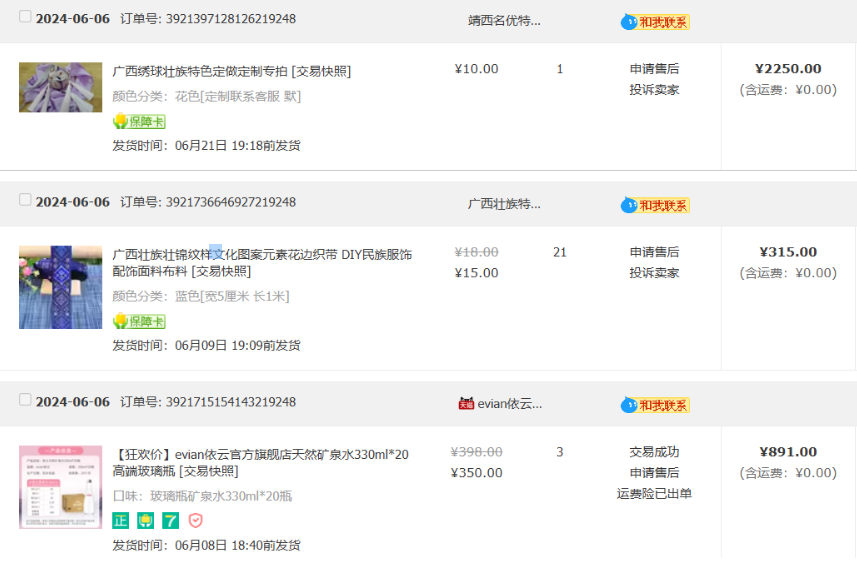 2024-06-06 订单号: 3921397128126219248 靖西名优特... 和我联系
广西绣球壮族特色定做定制专拍 [交易快照] ¥10.00 1 申请售后 ¥2250.00
颜色分类：花色[定制联系客服 默] 投诉卖家 (含运费：¥0.00)
保障卡
发货时间：06月21日 19:18前发货
2024-06-06 订单号: 3921736646927219248 广西壮族特... 和我联系
广西壮族壮锦纹样文化图案元素花边织带 DIY民族服饰 ¥18.00 21 申请售后 ¥315.00
配饰面料布料 [交易快照] ¥15.00 投诉卖家 (含运费：¥0.00)
颜色分类：蓝色[宽5厘米 长1米]
保障卡
发货时间：06月09日 19:09前发货
2024-06-06 订单号: 3921715154143219248 天猫 evian依云... 和我联系
【狂欢价】evian依云官方旗舰店天然矿泉水330ml*20 ¥398.00 3 交易成功 ¥891.00
高端玻璃瓶 [交易快照] ¥350.00 申请售后 (含运费：¥0.00)
口味：玻璃瓶矿泉水330ml*20瓶 运费险已出单
正 7
发货时间：06月08日 18:40前发货